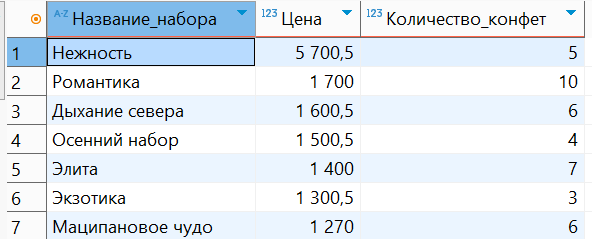 A-Z Название_набора 123 Цена 123 Количество_конфет
1 Нежность 5 700,5 5
2 Романтика 1 700 10
3 Дыхание севера 1 600,5 6
4 Осенний набор 1 500,5 4
5 Элита 1 400 7
6 Экзотика 1 300,5 3
7 Маципановое чудо 1 270 6